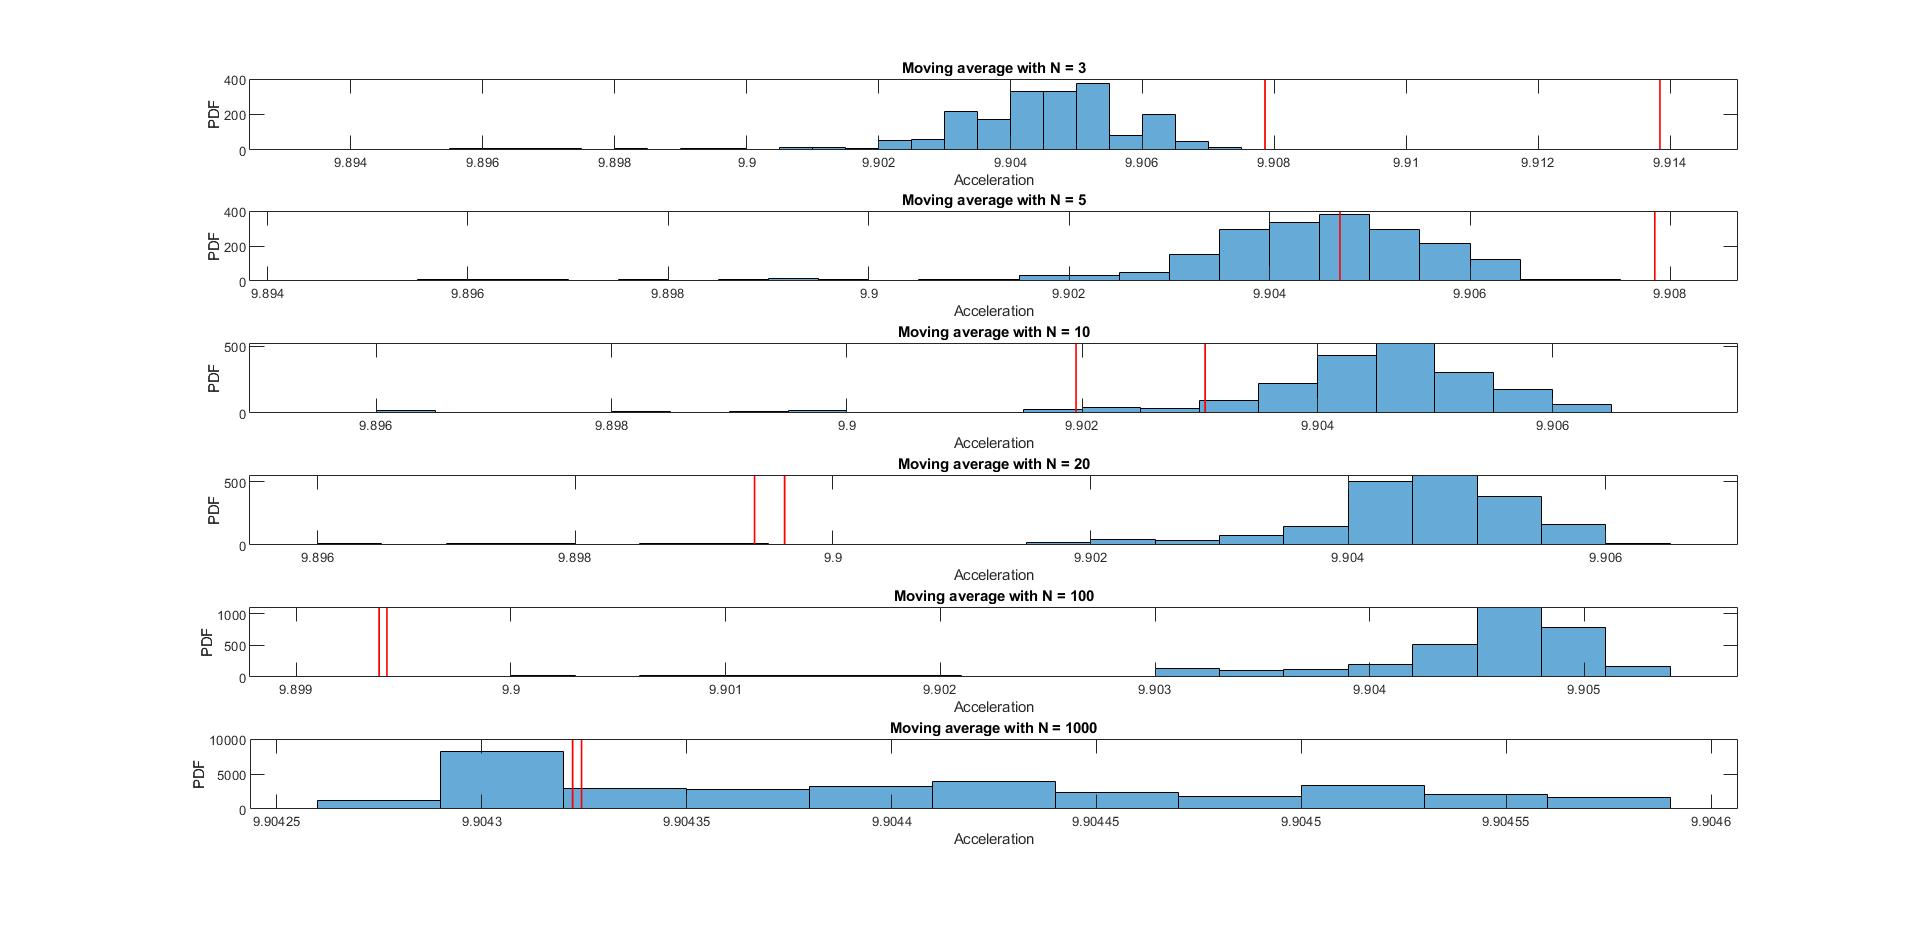 Moving average with N = 3
400
200
0
PDF
9.894 9.896 9.898 9.9 9.902 9.904 9.906 9.908 9.91 9.912 9.914
Acceleration
Moving average with N = 5
400
200
0
PDF
9.894 9.896 9.898 9.9 9.902 9.904 9.906 9.908
Acceleration
Moving average with N = 10
500
0
PDF
9.896 9.898 9.9 9.902 9.904 9.906
Acceleration
Moving average with N = 20
500
0
PDF
9.896 9.898 9.9 9.902 9.904 9.906
Acceleration
Moving average with N = 100
1000
500
0
PDF
9.899 9.9 9.901 9.902 9.903 9.904 9.905
Acceleration
Moving average with N = 1000
10000
5000
0
PDF
9.90425 9.9043 9.90435 9.9044 9.90445 9.9045 9.90455 9.9046
Acceleration